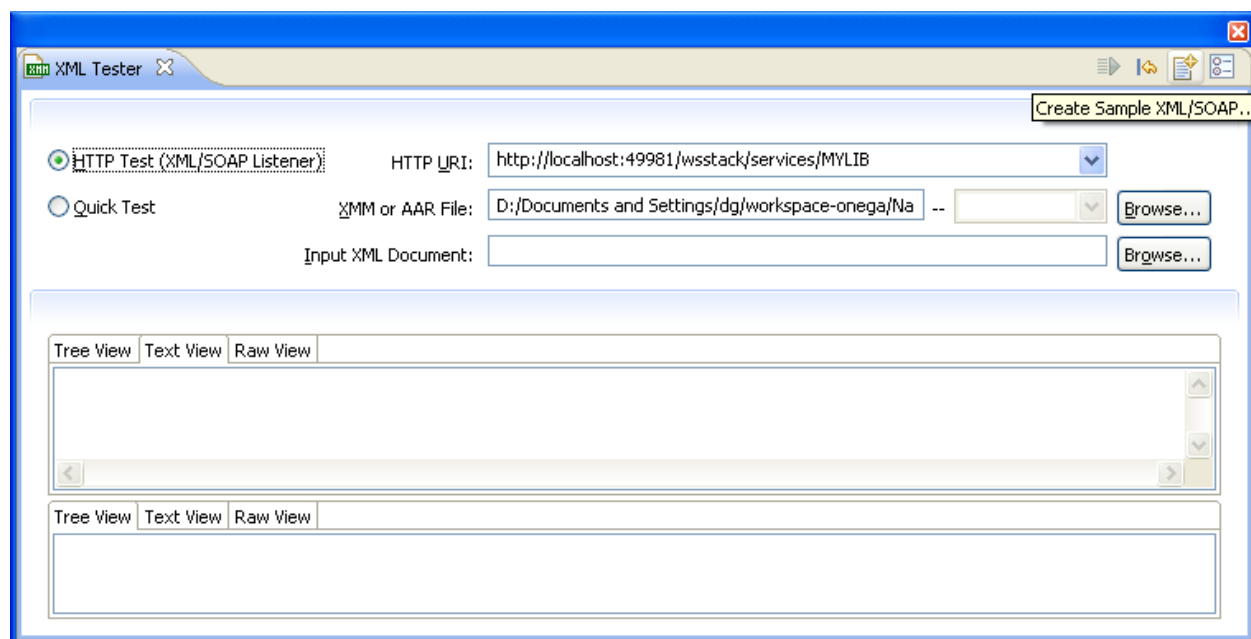 XML Tester
Create Sample XML/SOAP..
HTTP Test (XML/SOAP Listener) HTTP URI: http://localhost:49981/wsstack/services/MYLIB
Quick Test XMM or AAR File: D:/Documents and Settings/dg/workspace-onega/Na -- Browse...
Input XML Document: Browse...
Tree View Text View Raw View
Tree View Text View Raw View